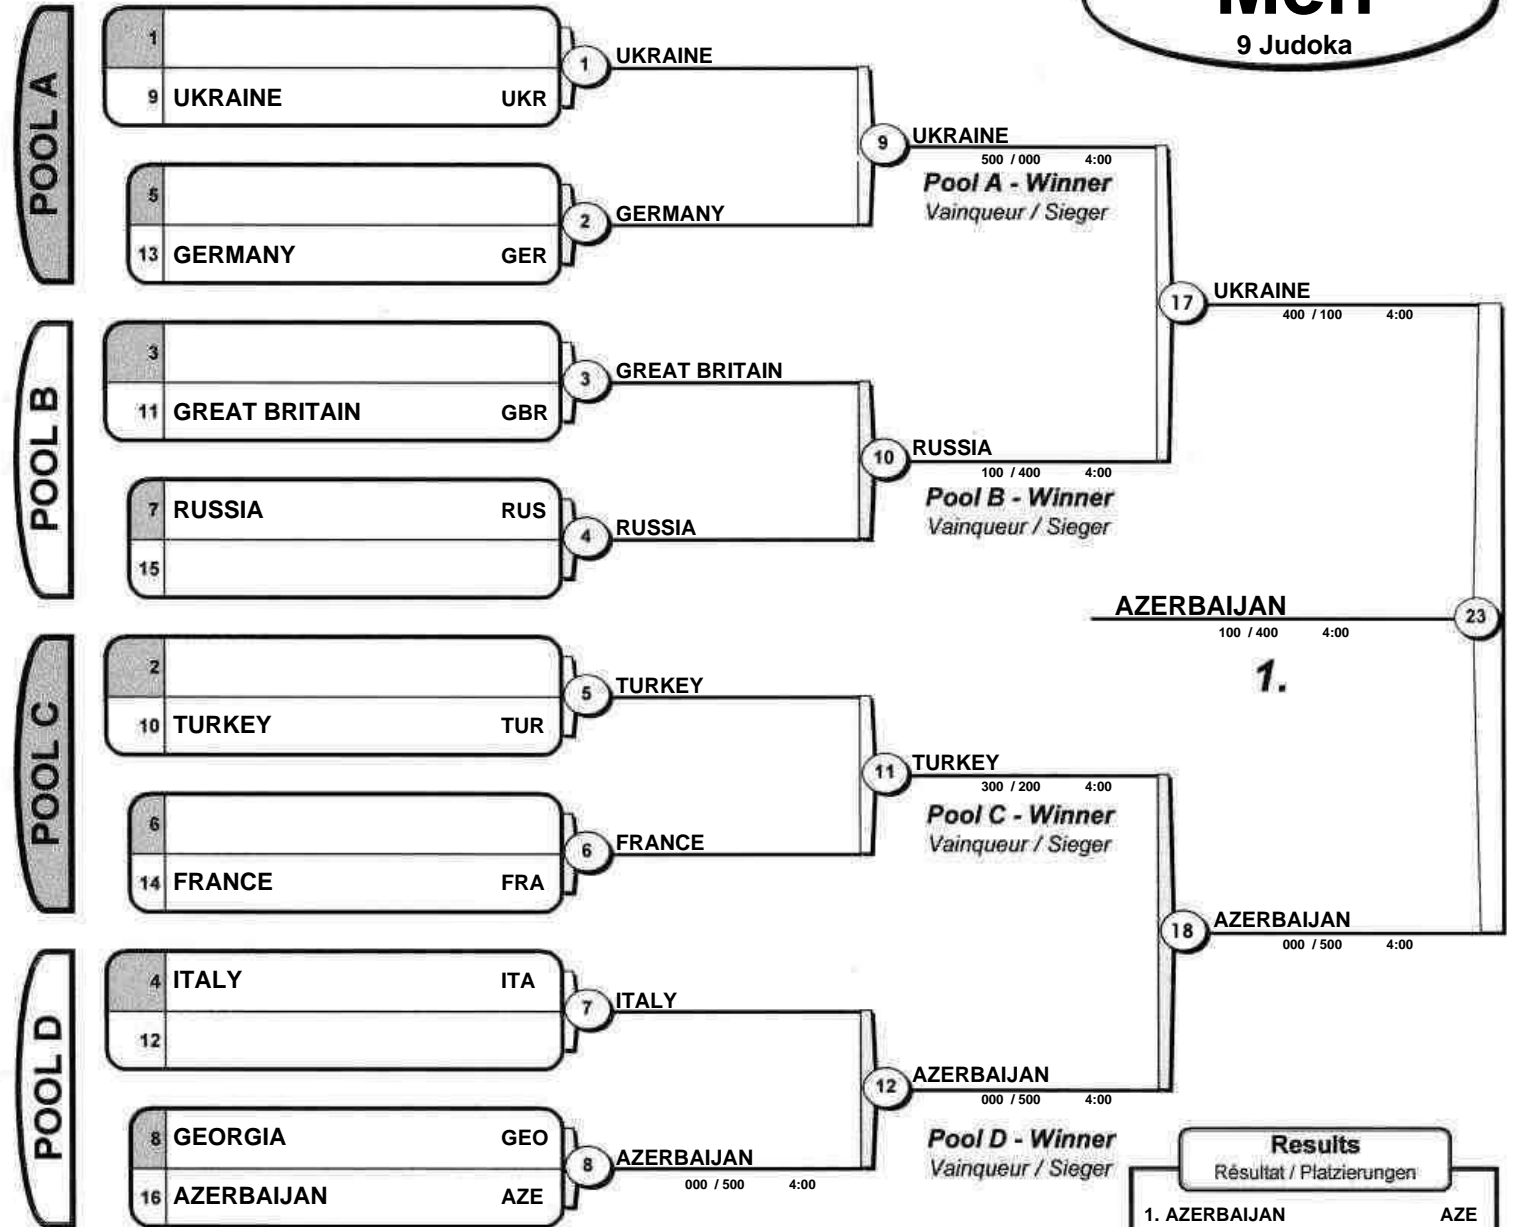 Men
9 Judoka
POOL A
1
9 UKRAINE UKR
1 UKRAINE
5
13 GERMANY GER
2 GERMANY
9 UKRAINE
500 / 000 4:00
Pool A - Winner
Vainqueur / Sieger
POOL B
3
11 GREAT BRITAIN GBR
3 GREAT BRITAIN
7 RUSSIA RUS
15
4 RUSSIA
10 RUSSIA
100 / 400 4:00
Pool B - Winner
Vainqueur / Sieger
17 UKRAINE
400 / 100 4:00
AZERBAIJAN 23
100 / 400 4:00
1.
POOL C
2
10 TURKEY TUR
5 TURKEY
6
14 FRANCE FRA
6 FRANCE
11 TURKEY
300 / 200 4:00
Pool C - Winner
Vainqueur / Sieger
18 AZERBAIJAN
000 / 500 4:00
POOL D
4 ITALY ITA
12
7 ITALY
8 GEORGIA GEO
16 AZERBAIJAN AZE
8 AZERBAIJAN
000 / 500 4:00
12 AZERBAIJAN
000 / 500 4:00
Pool D - Winner
Vainqueur / Sieger
Results
Résultat / Platzierungen
1. AZERBAIJAN AZE